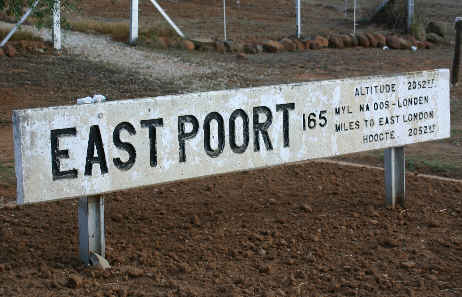 EAST POORT 165
ALTITUDE 2052FT
MYL NA OOS-LONDEN
MILES TO EAST LONDON
HOOGTE 2052VT